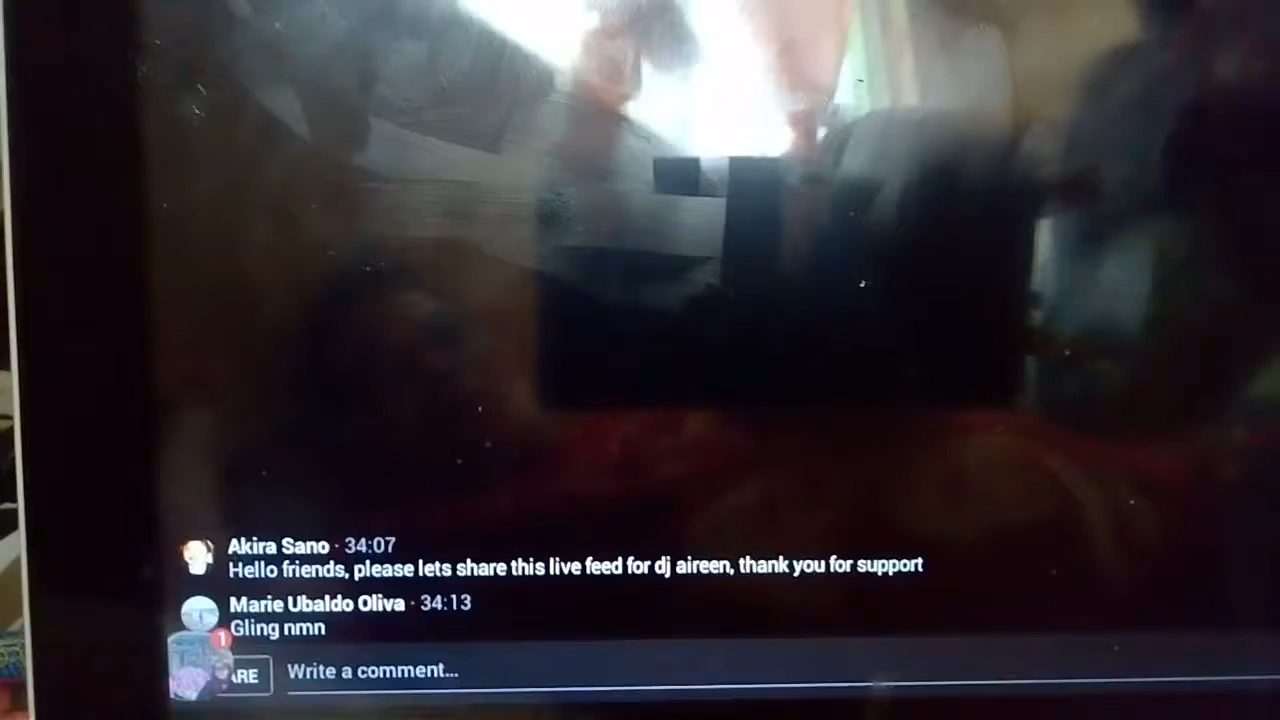 Akira Sano · 34:07
Hello friends, please lets share this live feed for dj aireen, thank you for support
Marie Ubaldo Oliva · 34:13
Gling nmn
1
ARE Write a comment...